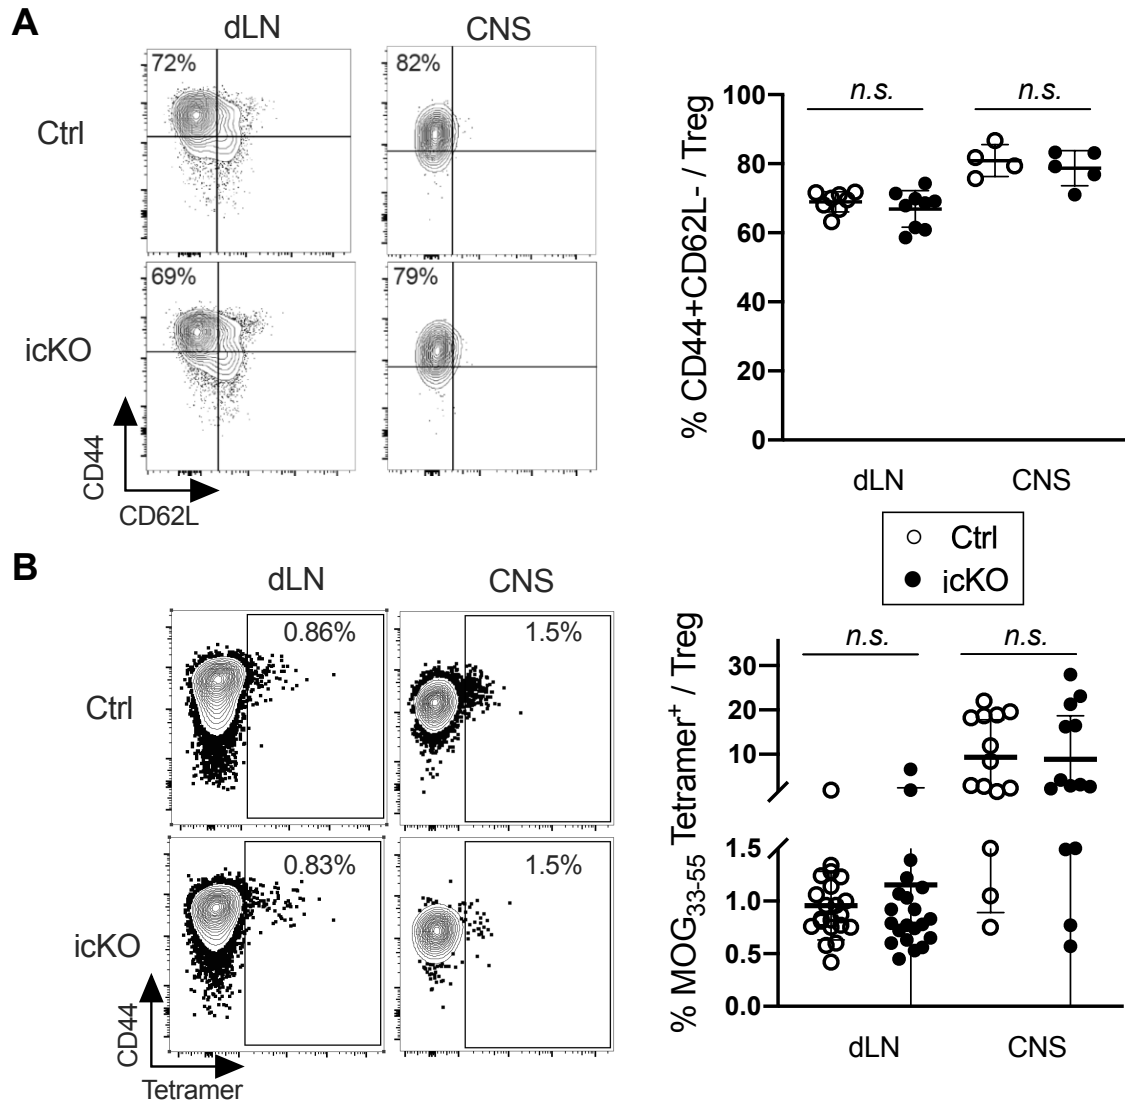 A
dLN
CNS
72%
82%
Ctrl
69%
79%
icKO
CD44
CD62L
n.s.
n.s.
100
80
60
40
20
0
% CD44+CD62L- / Treg
dLN
CNS
Ctrl
icKO
B
dLN
CNS
0.86%
1.5%
Ctrl
0.83%
1.5%
icKO
CD44
Tetramer
n.s.
n.s.
30
20
10
1.5
1.0
0.5
0.0
% MOG33-55 Tetramer+ / Treg
dLN
CNS